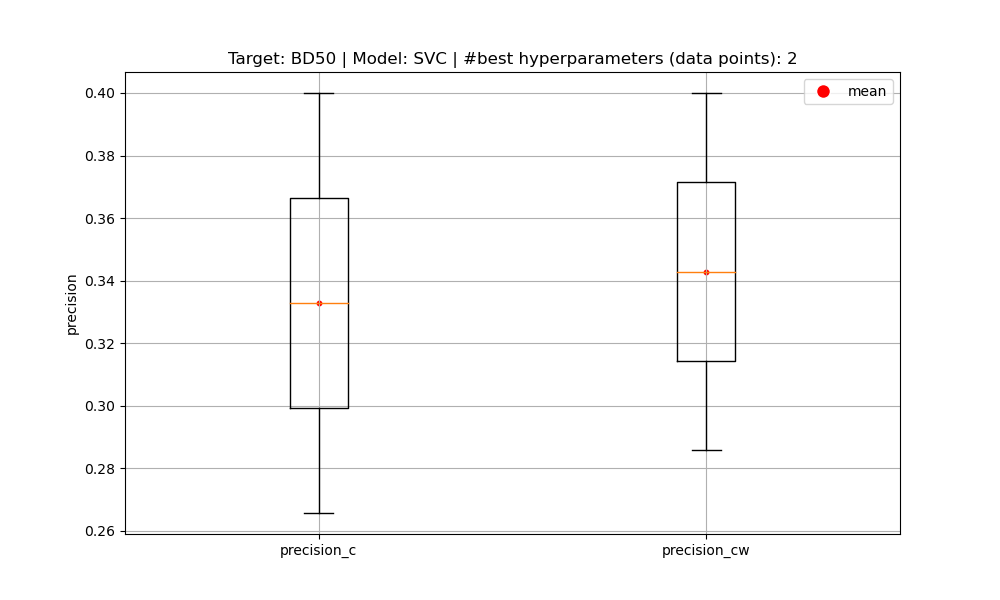 Target: BD50 | Model: SVC | #best hyperparameters (data points): 2
mean
0.40
0.38
0.36
0.34
0.32
0.30
0.28
0.26
precision
precision_c
precision_cw